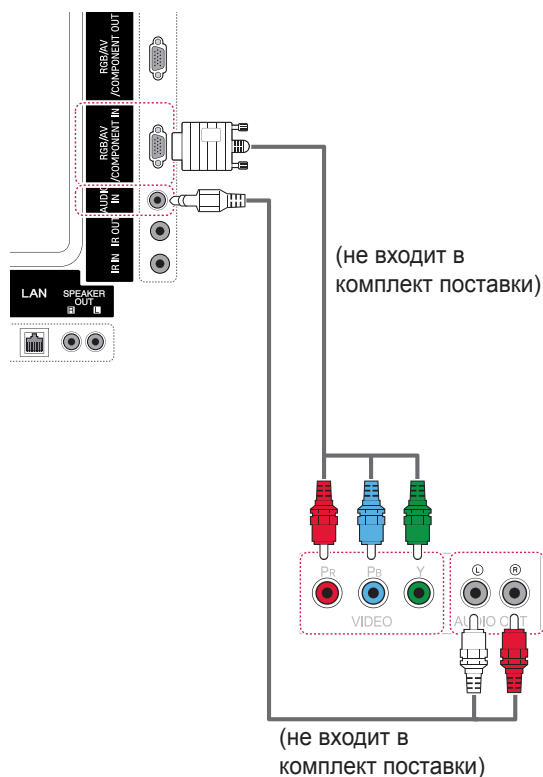 RGB/AV
/COMPONENT OUT
RGB/AV
/COMPONENT IN
AUDIO
IN
IR OUT
IR IN
LAN
SPEAKER
OUT
R L
(не входит в
комплект поставки)
PR PB Y
VIDEO
L R
AUDIO OUT
(не входит в
комплект поставки)